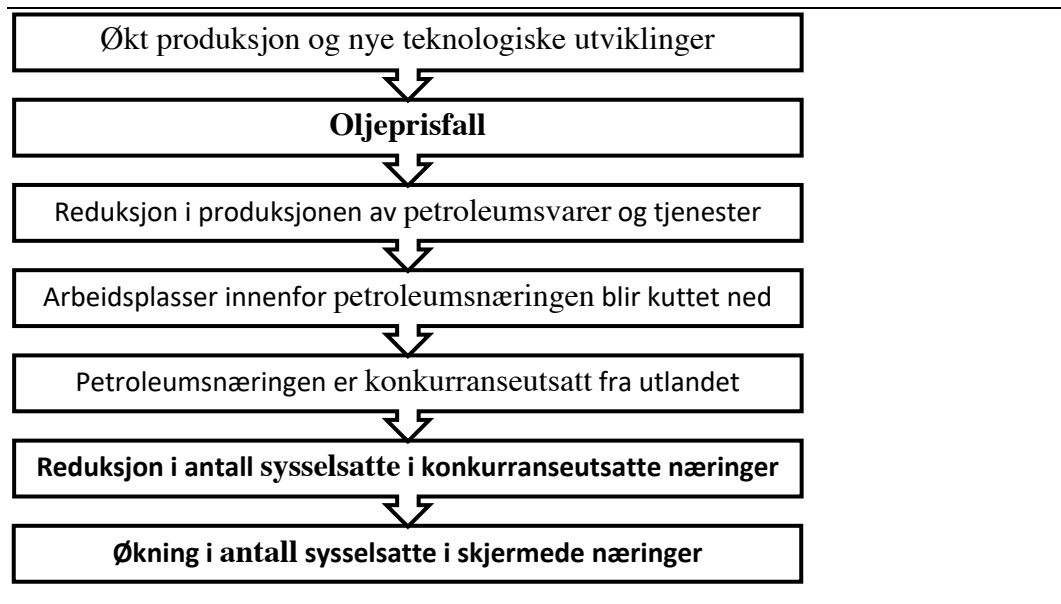 Økt produksjon og nye teknologiske utviklinger
Oljeprisfall
Reduksjon i produksjonen av petroleumsvarer og tjenester
Arbeidsplasser innenfor petroleumsnæringen blir kuttet ned
Petroleumsnæringen er konkurranseutsatt fra utlandet
Reduksjon i antall sysselsatte i konkurranseutsatte næringer
Økning i antall sysselsatte i skjermede næringer